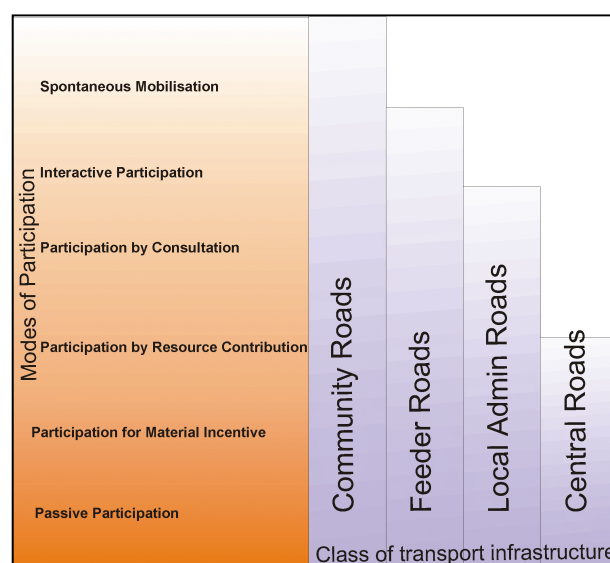 Modes of Participation
Spontaneous Mobilisation
Interactive Participation
Participation by Consultation
Participation by Resource Contribution
Participation for Material Incentive
Passive Participation
Community Roads
Feeder Roads
Local Admin Roads
Central Roads
Class of transport infrastructure